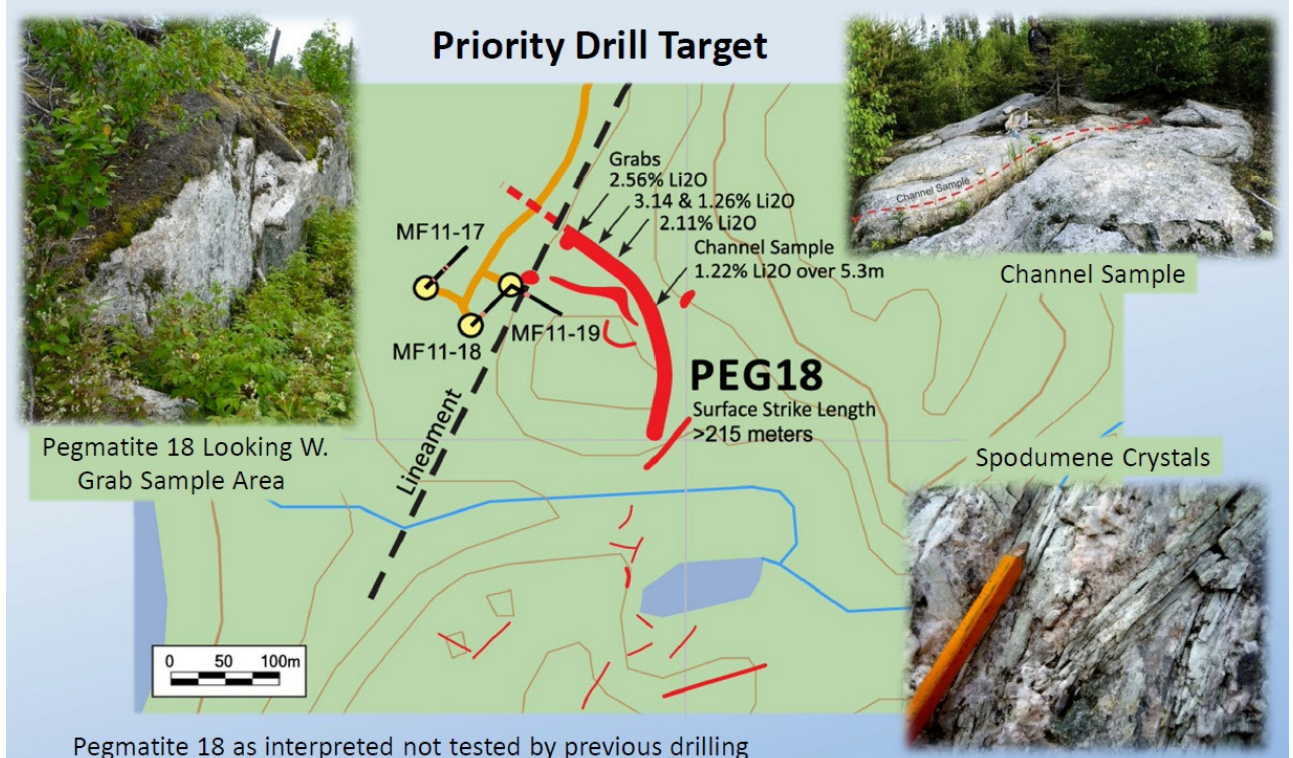 Priority Drill Target
Grabs
2.56% Li2O
3.14 & 1.26% Li2O
2.11% Li2O
Channel Sample
1.22% Li2O over 5.3m
MF11-17
MF11-18
MF11-19
PEG18
Surface Strike Length
>215 meters
Lineament
Channel Sample
Channel Sample
Pegmatite 18 Looking W.
Grab Sample Area
Spodumene Crystals
0 50 100m
Pegmatite 18 as interpreted not tested by previous drilling